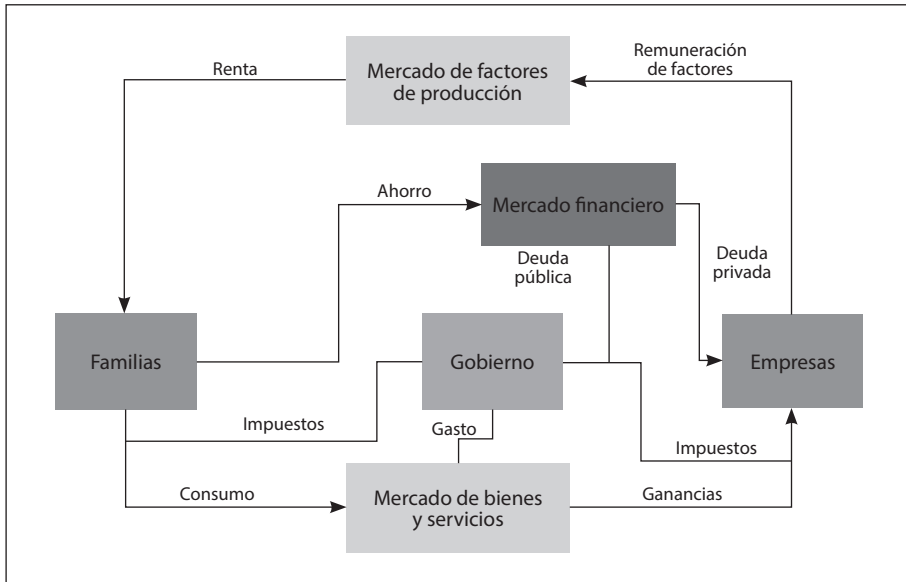 Renta
Mercado de factores
de producción
Remuneración
de factores
Ahorro
Mercado financiero
Deuda
pública
Deuda
privada
Familias
Gobierno
Empresas
Impuestos
Gasto
Impuestos
Consumo
Mercado de bienes
y servicios
Ganancias